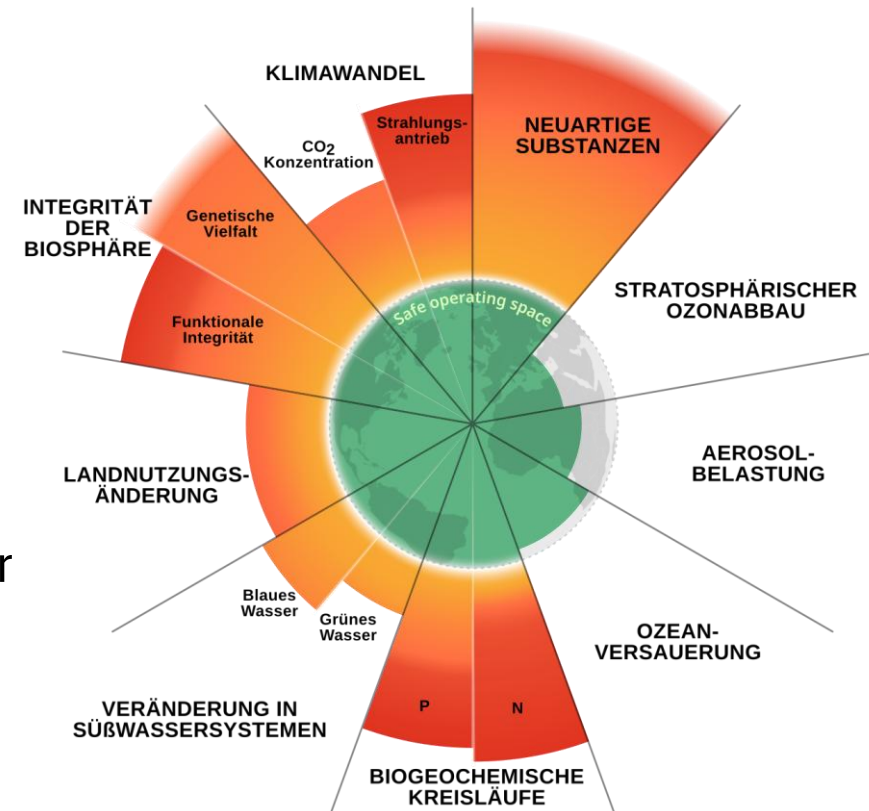 KLIMAWANDEL
Strahlungs-
antrieb
CO2
Konzentration
NEUARTIGE
SUBSTANZEN
INTEGRITÄT
DER
BIOSPHÄRE
Genetische
Vielfalt
Funktionale
Integrität
Safe operating space
STRATOSPHÄRISCHER
OZONABBAU
AEROSOL-
BELASTUNG
LANDNUTZUNGS-
ÄNDERUNG
r
Blaues
Wasser
Grünes
Wasser
OZEAN-
VERSAUERUNG
VERÄNDERUNG IN
SÜßWASSERSYSTEMEN
P
N
BIOGEOCHEMISCHE
KREISLÄUFE